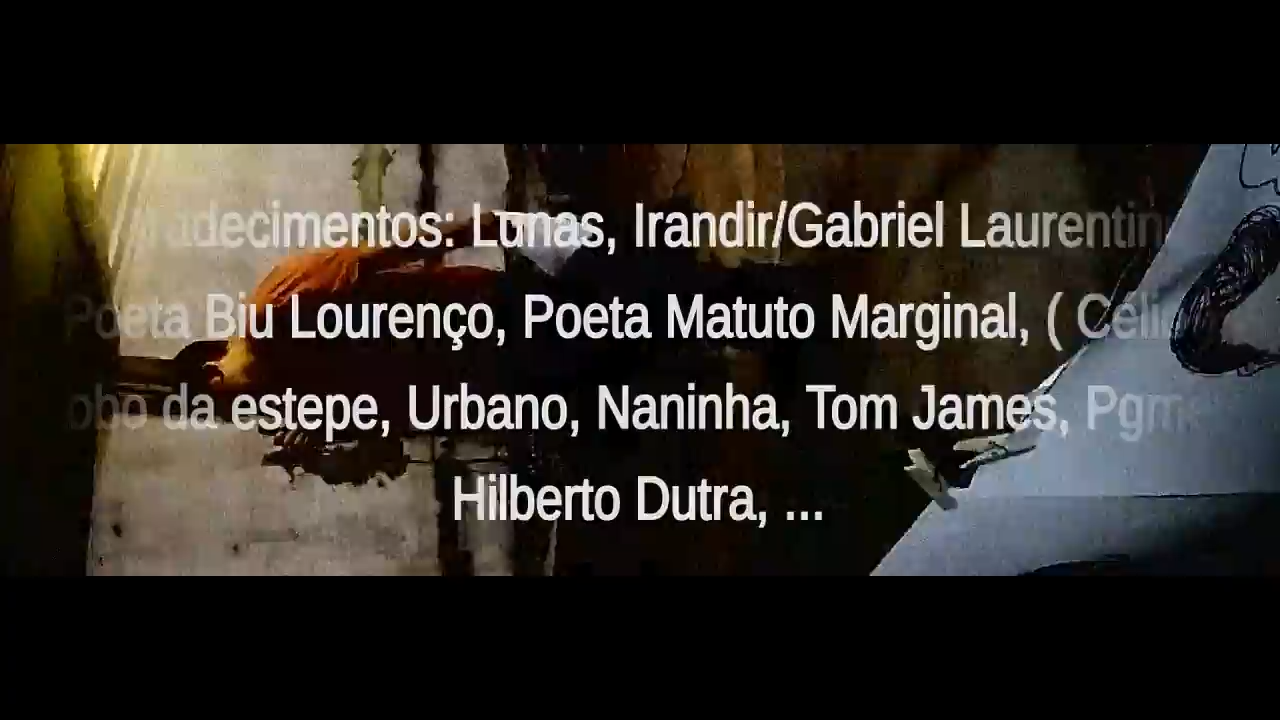 Lunas, Irandir/Gabriel
Poeta Biu Lourenço, Poeta Matuto Marginal, (
da estepe, Urbano, Naninha, Tom James,
Hilberto Dutra, ...